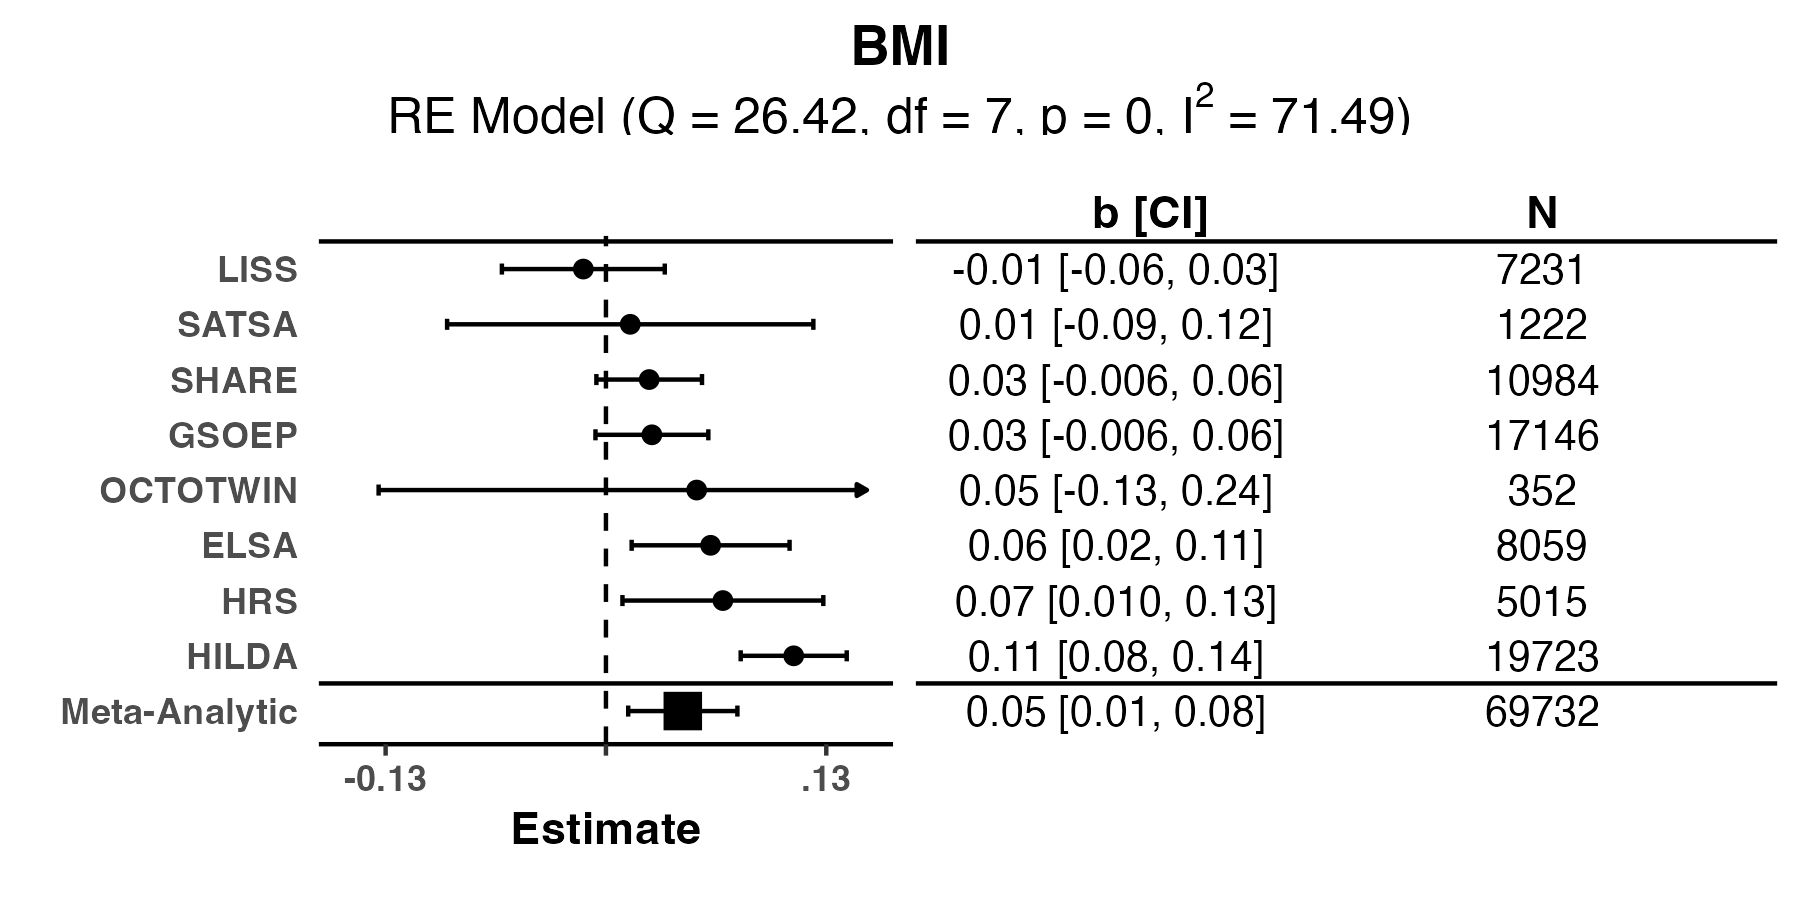 BMI
RE Model (Q = 26.42, df = 7, p = 0, I² = 71.49)
b [CI] N
LISS -0.01 [-0.06, 0.03] 7231
SATSA 0.01 [-0.09, 0.12] 1222
SHARE 0.03 [-0.006, 0.06] 10984
GSOEP 0.03 [-0.006, 0.06] 17146
OCTOTWIN 0.05 [-0.13, 0.24] 352
ELSA 0.06 [0.02, 0.11] 8059
HRS 0.07 [0.010, 0.13] 5015
HILDA 0.11 [0.08, 0.14] 19723
Meta-Analytic 0.05 [0.01, 0.08] 69732
-0.13 .13
Estimate